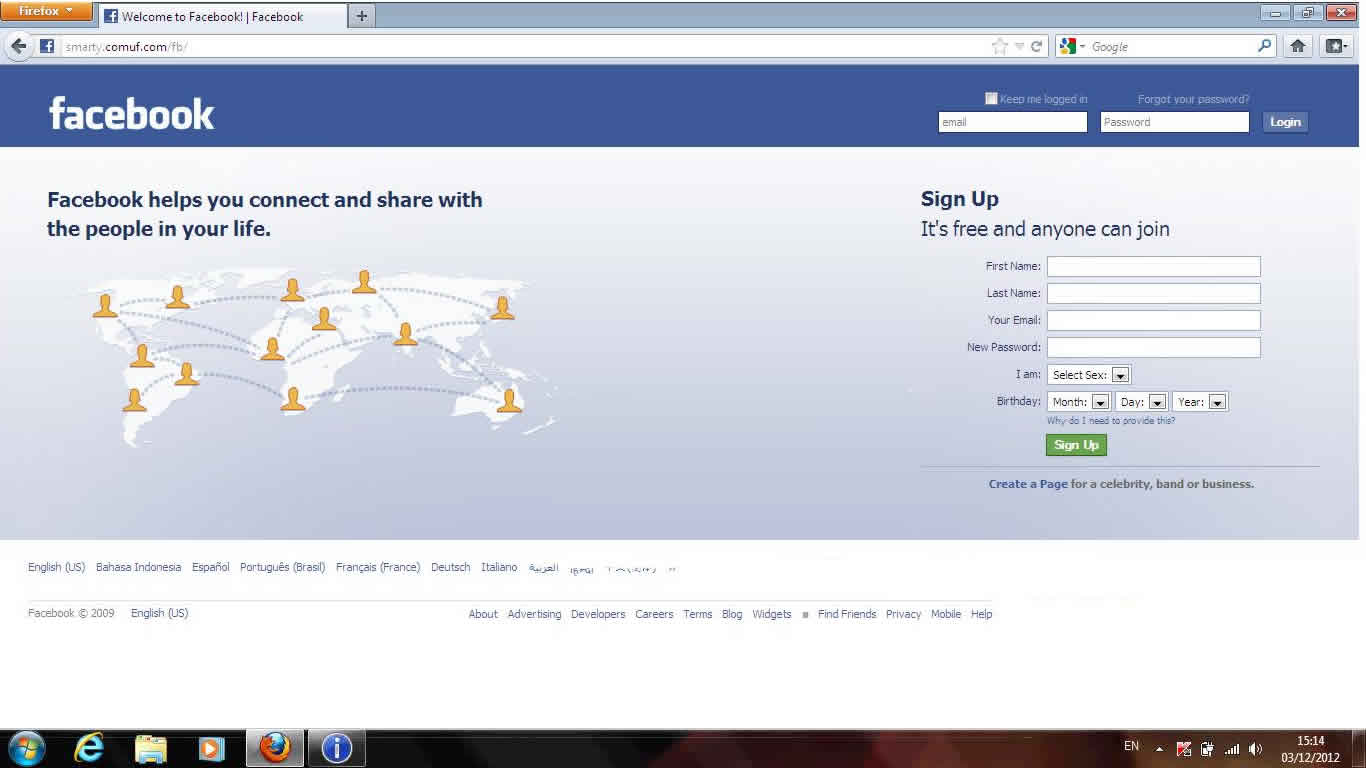 Firefox
Welcome to Facebook! | Facebook
smarty.comuf.com/fb/
Google
facebook
Keep me logged in
Forgot your password?
email
Password
Login
Facebook helps you connect and share with
the people in your life.
Sign Up
It's free and anyone can join
First Name:
Last Name:
Your Email:
New Password:
I am: Select Sex:
Birthday: Month: Day: Year:
Why do I need to provide this?
Sign Up
Create a Page for a celebrity, band or business.
English (US) Bahasa Indonesia Español Português (Brasil) Français (France) Deutsch Italiano العربية
Facebook © 2009 English (US)
About Advertising Developers Careers Terms Blog Widgets Find Friends Privacy Mobile Help
EN
15:14
03/12/2012